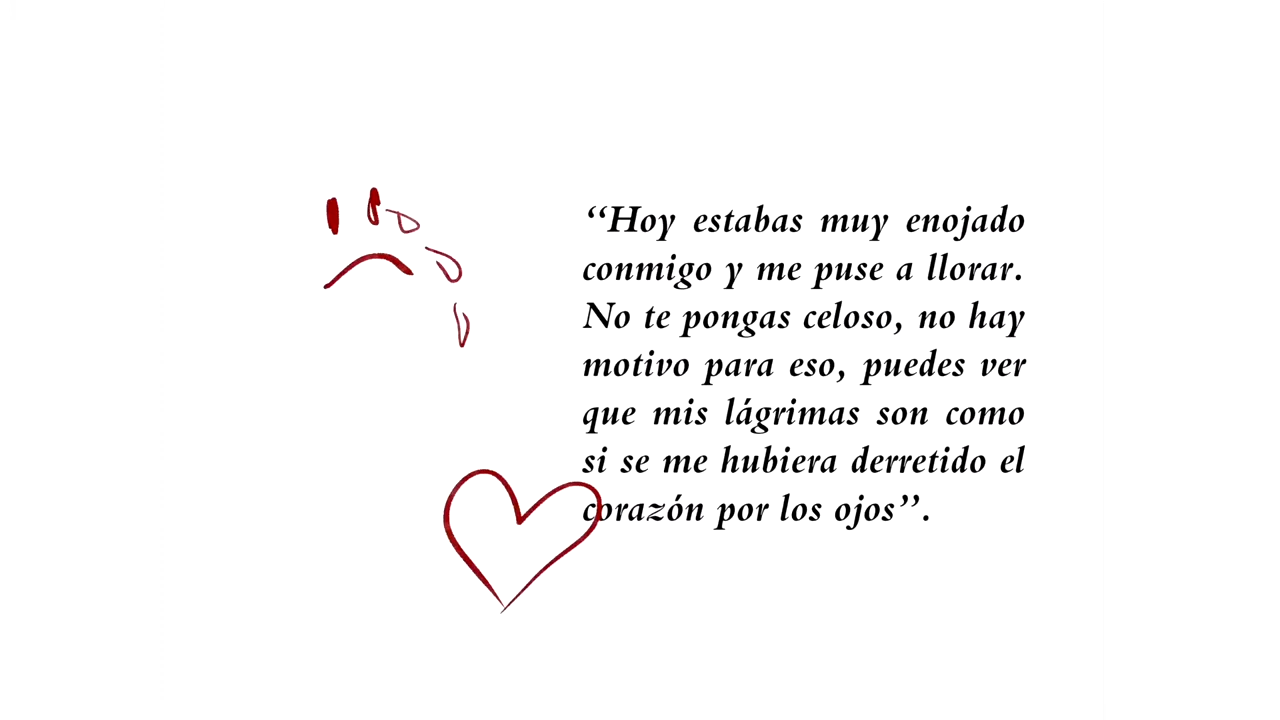 “Hoy estabas muy enojado
conmigo y me puse a llorar.
No te pongas celoso, no hay
motivo para eso, puedes ver
que mis lágrimas son como
si se me hubiera derretido el
corazón por los ojos”.